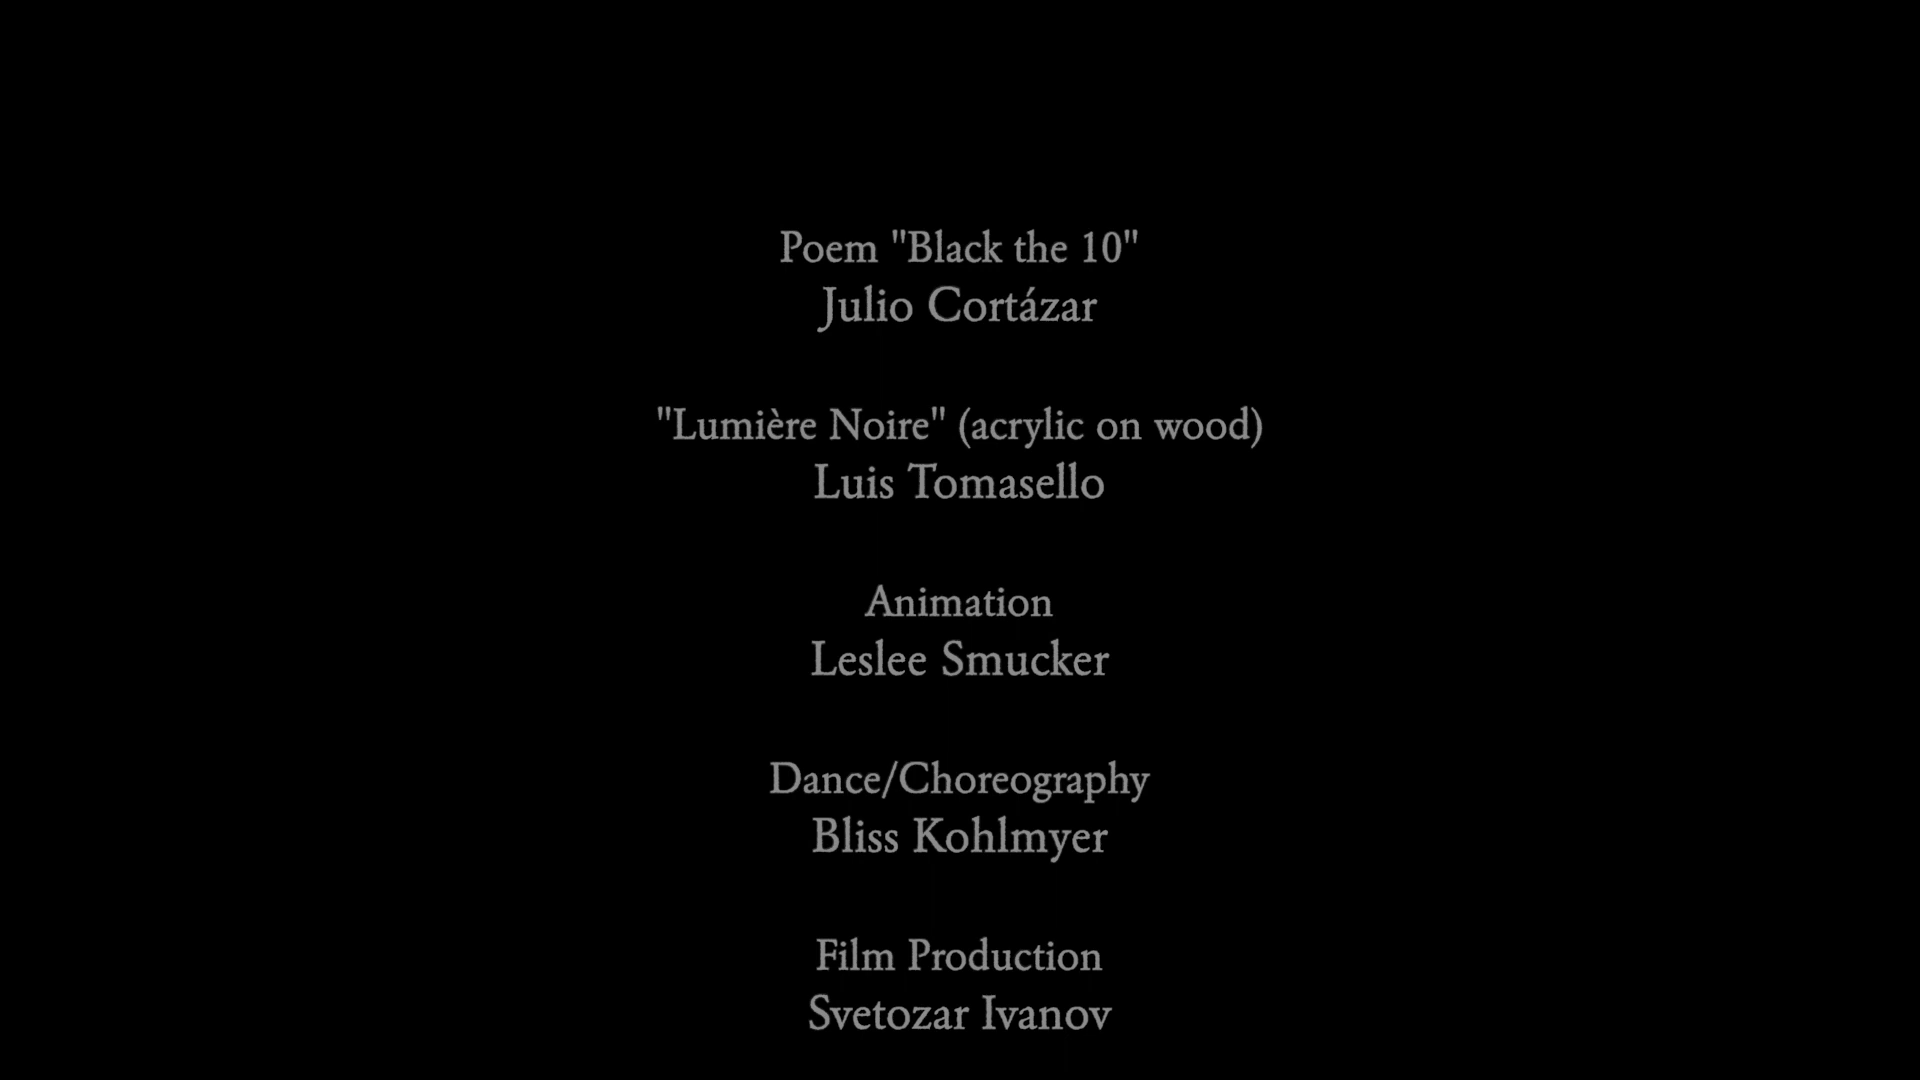 Poem "Black the 10"
Julio Cortázar
"Lumière Noire" (acrylic on wood)
Luis Tomasello
Animation
Leslee Smucker
Dance/Choreography
Bliss Kohlmyer
Film Production
Svetozar Ivanov